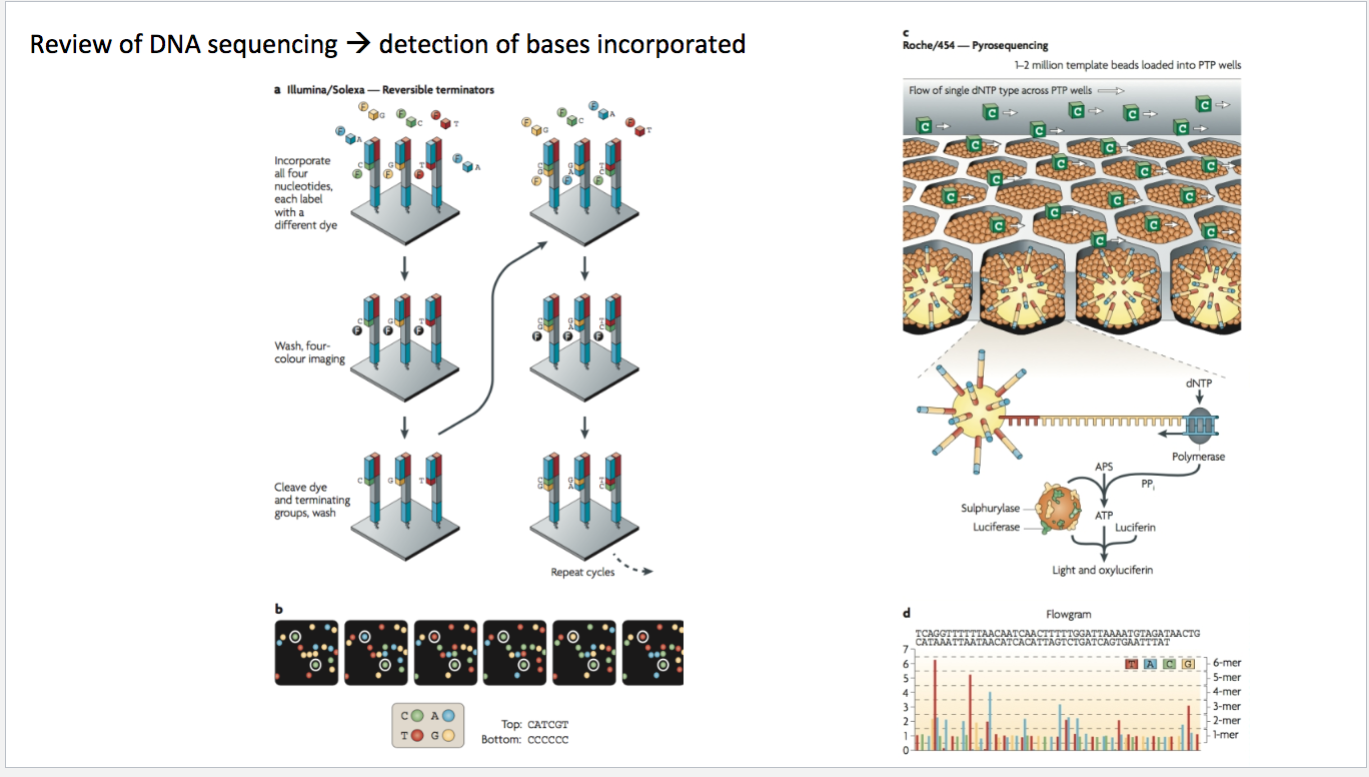 Review of DNA sequencing → detection of bases incorporated
a Illumina/Solexa — Reversible terminators
F G F C F T
F A F A
Incorporate
all four
nucleotides,
each label
with a
different dye
C G T
F F F
F G F C F A F T
C G T
G A C
F F F
Wash, four-
colour imaging
C G T
F F F
C G T
G A C
F F F
Cleave dye
and terminating
groups, wash
C G T
C G T
G A C
Repeat cycles
b
C A
T G
Top: CATCGT
Bottom: CCCCCC
c
Roche/454 — Pyrosequencing
1–2 million template beads loaded into PTP wells
Flow of single dNTP type across PTP wells
C C C C C C C
C C C C C C
C C C C
C C C C
dNTP
Polymerase
APS
PPi
Sulphurylase
Luciferase
ATP
Luciferin
Light and oxyluciferin
d
Flowgram
TCAGGTTTTTTAACAATCAACTTTTTGGATTAAAATGTAGATAACTG
CATAAATTAATAACATCACATTAGTCTGATCAGTGAATTTAT
7
6
5
4
3
2
1
0
T A C G
6-mer
5-mer
4-mer
3-mer
2-mer
1-mer